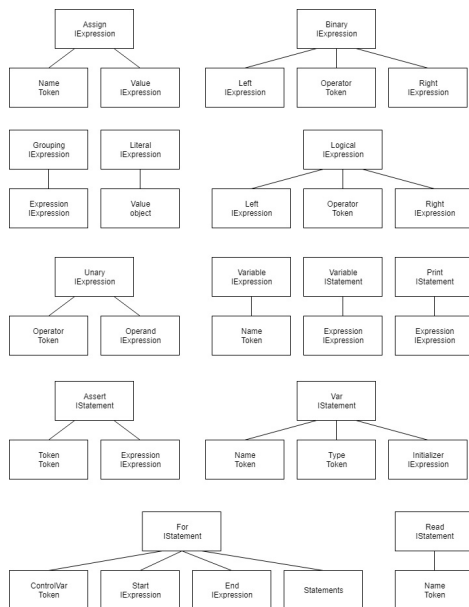 Assign
IExpression
Binary
IExpression
Name
Token
Value
IExpression
Left
IExpression
Operator
Token
Right
IExpression
Grouping
IExpression
Literal
IExpression
Logical
IExpression
Expression
IExpression
Value
object
Left
IExpression
Operator
Token
Right
IExpression
Unary
IExpression
Variable
IExpression
Variable
IStatement
Print
IStatement
Operator
Token
Operand
IExpression
Name
Token
Expression
IExpression
Expression
IExpression
Assert
IStatement
Var
IStatement
Token
Token
Expression
IExpression
Name
Token
Type
Token
Initializer
IExpression
For
IStatement
Read
IStatement
ControlVar
Token
Start
IExpression
End
IExpression
Statements
Name
Token